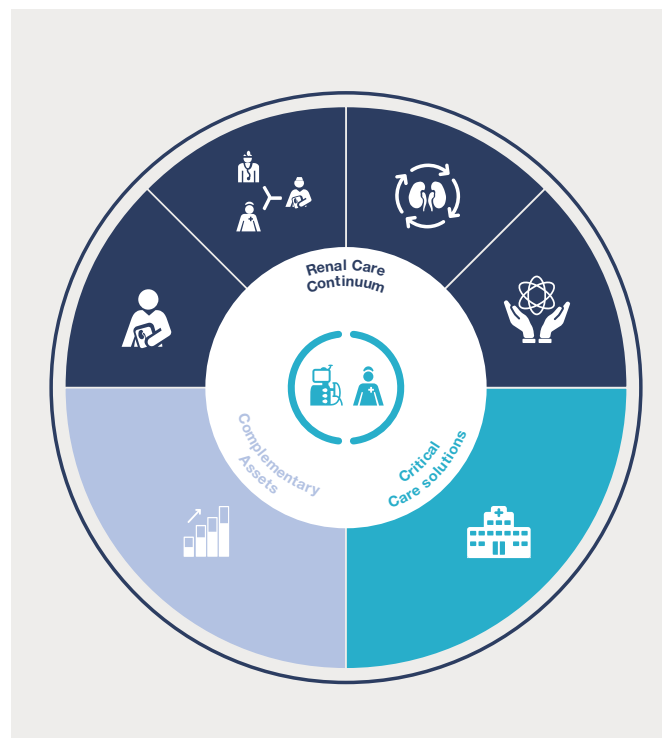 Renal Care
Continuum
Complementary
Assets
Critical
Care solutions